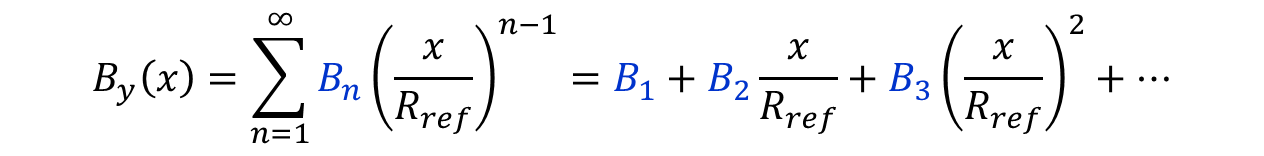 B_y(x) = \sum_{n=1}^{\infty} B_n \left( \frac{x}{R_{ref}} \right)^{n-1} = B_1 + B_2 \frac{x}{R_{ref}} + B_3 \left( \frac{x}{R_{ref}} \right)^2 + \cdots